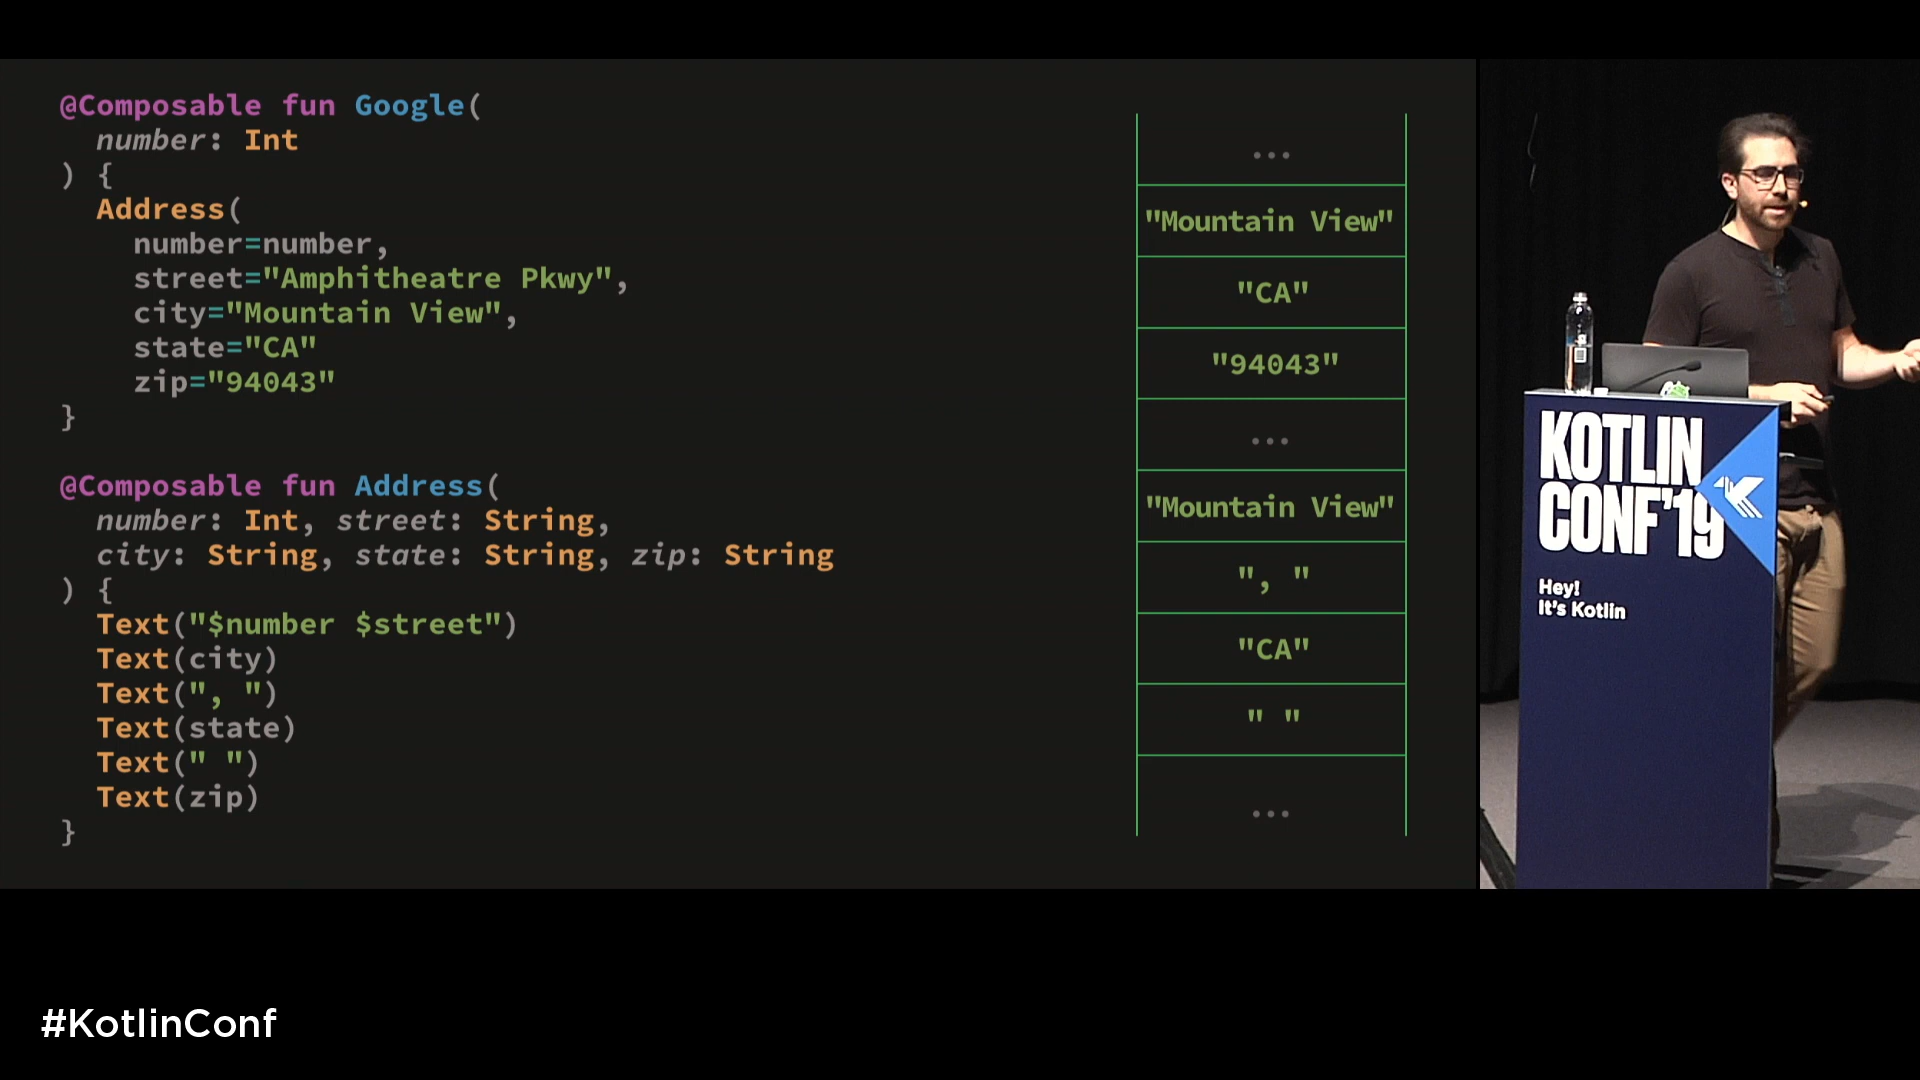 @Composable fun Google(
number: Int
) {
Address(
number=number,
street="Amphitheatre Pkwy",
city="Mountain View",
state="CA"
zip="94043"
}
@Composable fun Address(
number: Int, street: String,
city: String, state: String, zip: String
) {
Text("$number $street")
Text(city)
Text(", ")
Text(state)
Text(" ")
Text(zip)
}
...
"Mountain View"
"CA"
"94043"
...
"Mountain View"
", "
"CA"
" "
...
KOTLIN
CONF'19
Hey!
It's Kotlin
#KotlinConf